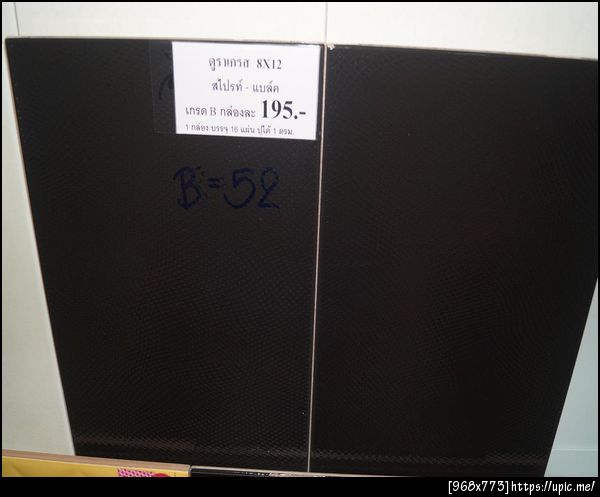 ดูราเกรส 8X12
สไปรท์ - แบล์ค
เกรด B กล่องละ 195.-
1 กล่อง บรรจุ 16 แผ่น ปูได้ 1 ตรม.
B = 52
[968x773]https://upic.me/